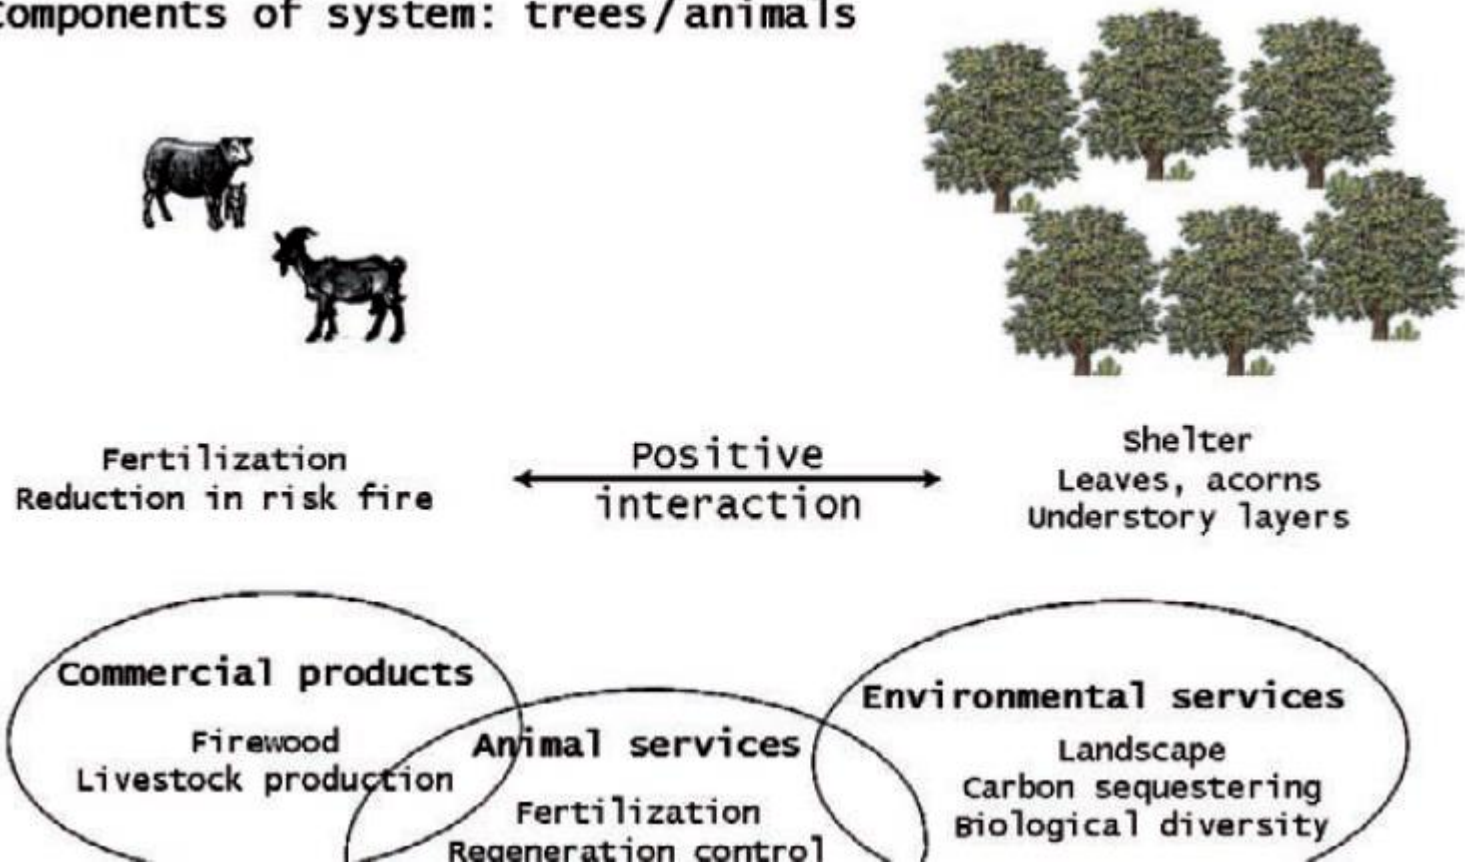 Components of system: trees/animals
Fertilization
Reduction in risk fire
Positive
interaction
Shelter
Leaves, acorns
Understory layers
Commercial products
Firewood
Livestock production
Animal services
Fertilization
Regeneration control
Environmental services
Landscape
Carbon sequestering
Biological diversity